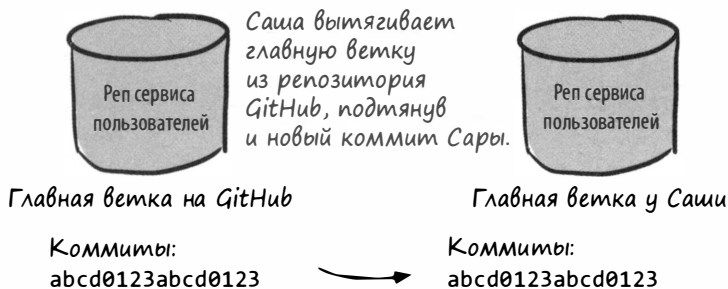 Реп сервиса
пользователей
Саша вытягивает
главную ветку
из репозитория
GitHub, подтянув
и новый коммит Сары.
Реп сервиса
пользователей
Главная ветка на GitHub
Главная ветка у Саши
Коммиты:
abcd0123abcd0123
Коммиты:
abcd0123abcd0123